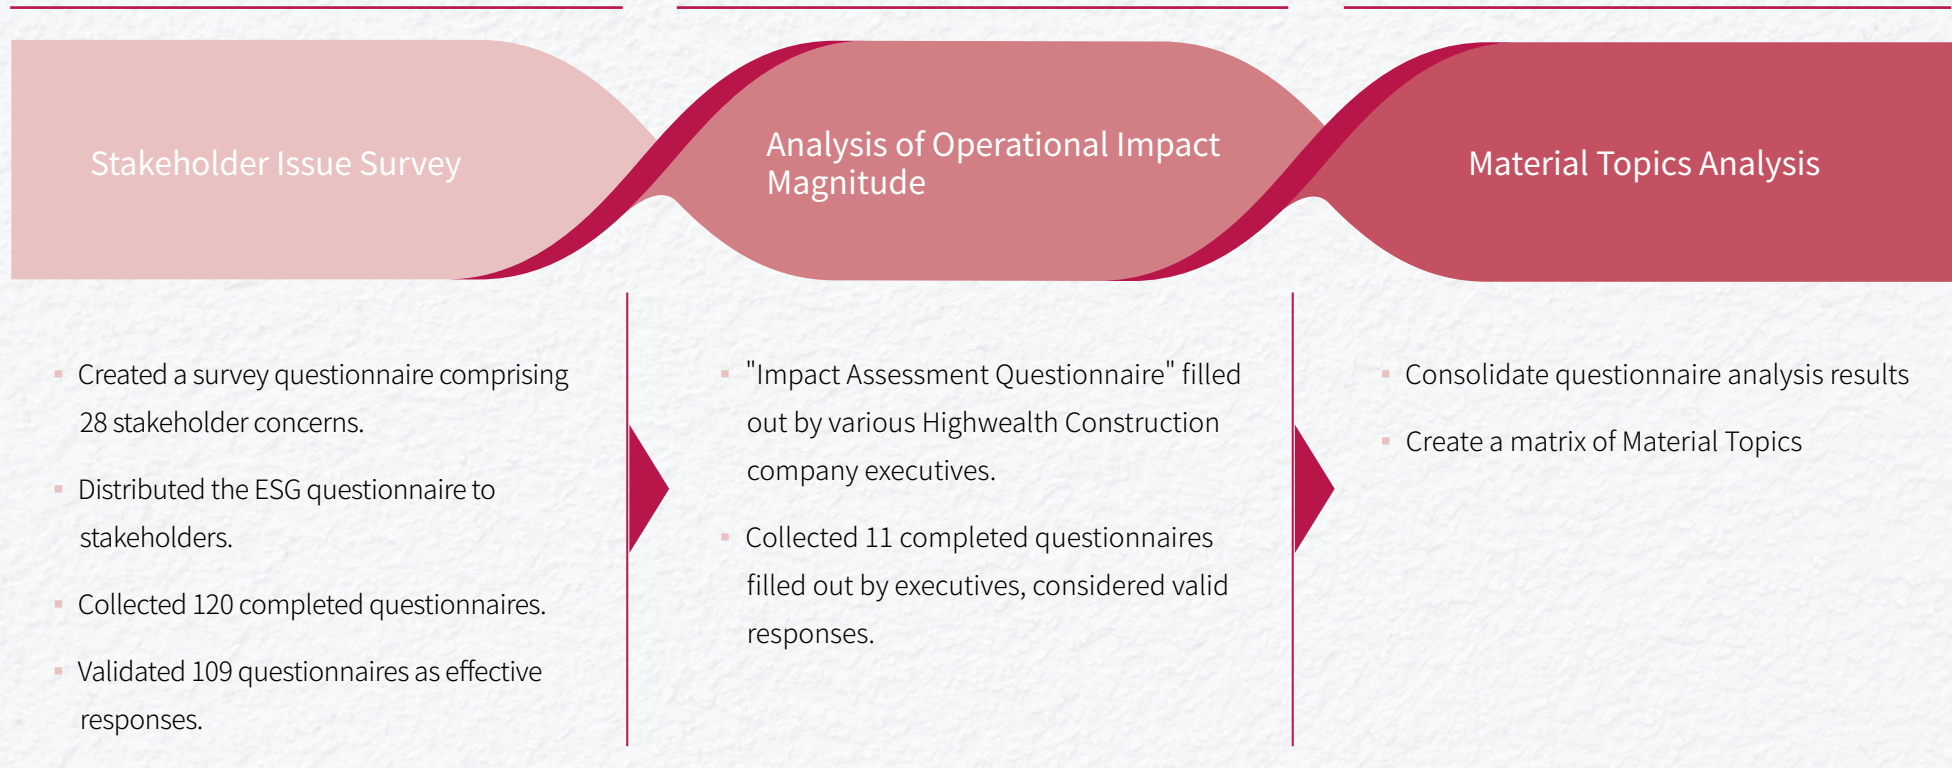 Stakeholder Issue Survey
Created a survey questionnaire comprising
28 stakeholder concerns.
Distributed the ESG questionnaire to
stakeholders.
Collected 120 completed questionnaires.
Validated 109 questionnaires as effective
responses.
Analysis of Operational Impact
Magnitude
"Impact Assessment Questionnaire" filled
out by various Highwealth Construction
company executives.
Collected 11 completed questionnaires
filled out by executives, considered valid
responses.
Material Topics Analysis
Consolidate questionnaire analysis results
Create a matrix of Material Topics